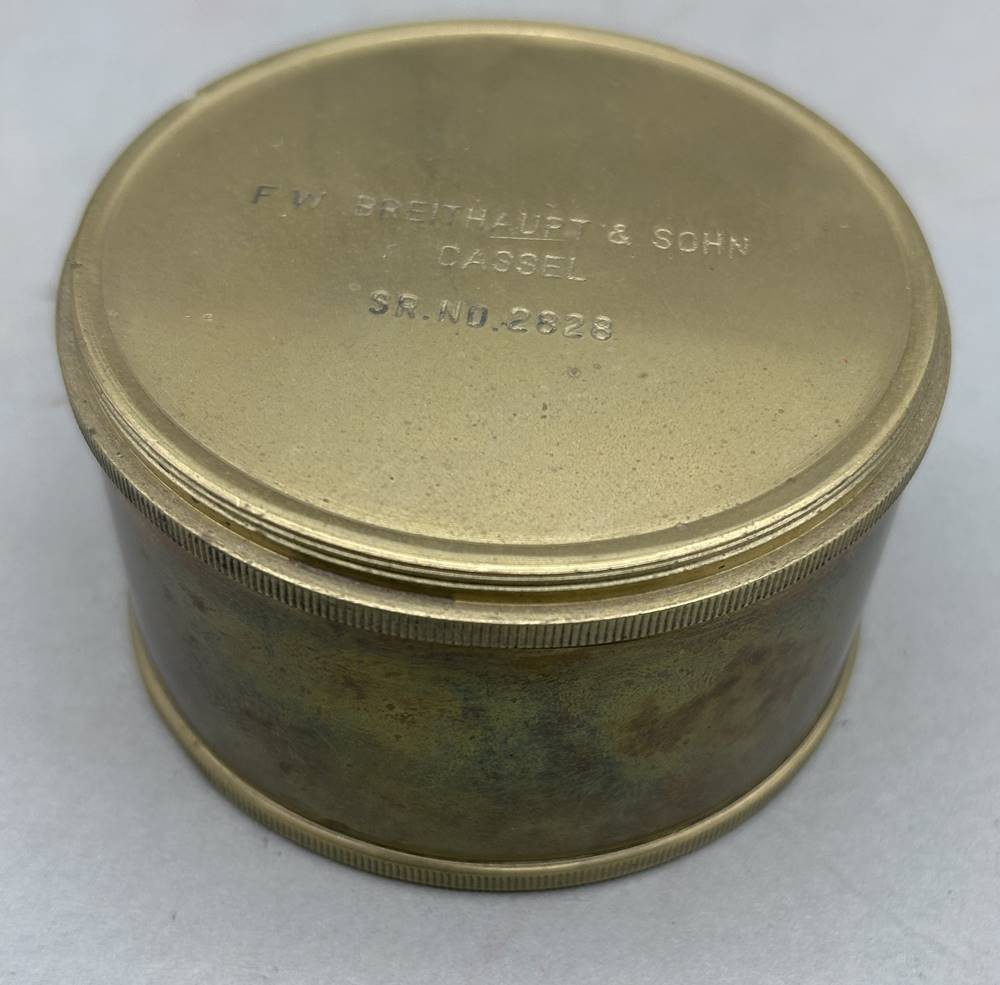 F W BREITHAUPT & SOHN
CASSEL
SR.NO.2828